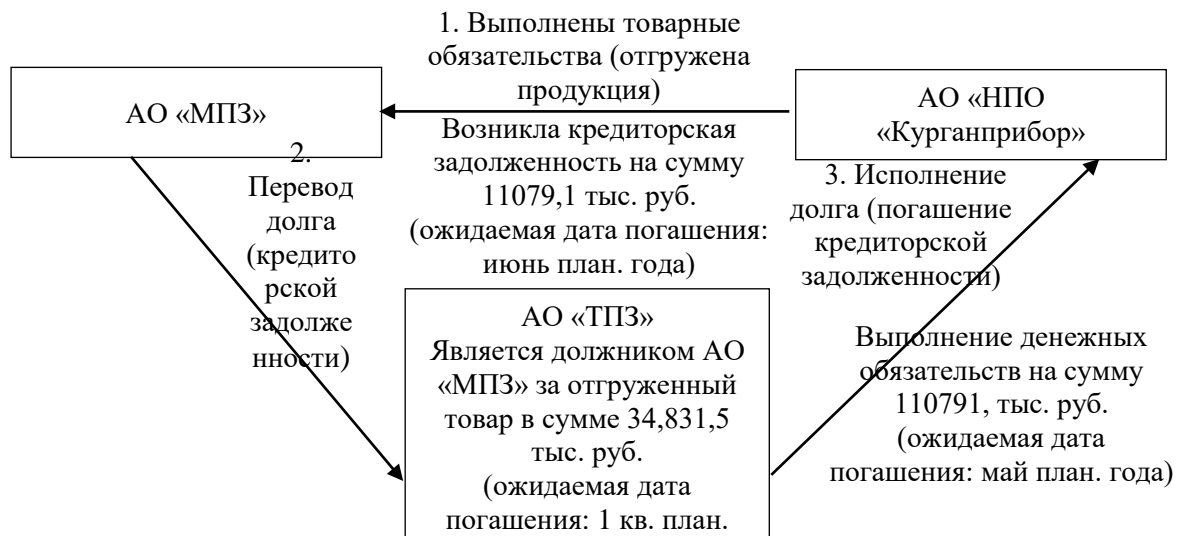 1. Выполнены товарные
обязательства (отгружена
продукция)
АО «МПЗ»
АО «НПО
«Курганприбор»
Возникла кредиторская
задолженность на сумму
11079,1 тыс. руб.
(ожидаемая дата погашения:
июнь план. года)
2.
Перевод
долга
(кредито
рской
задолже
нности)
3. Исполнение
долга (погашение
кредиторской
задолженности)
АО «ТПЗ»
Является должником АО
«МПЗ» за отгруженный
товар в сумме 34,831,5
тыс. руб.
(ожидаемая дата
погашения: 1 кв. план.
Выполнение денежных
обязательств на сумму
110791, тыс. руб.
(ожидаемая дата
погашения: май план. года)